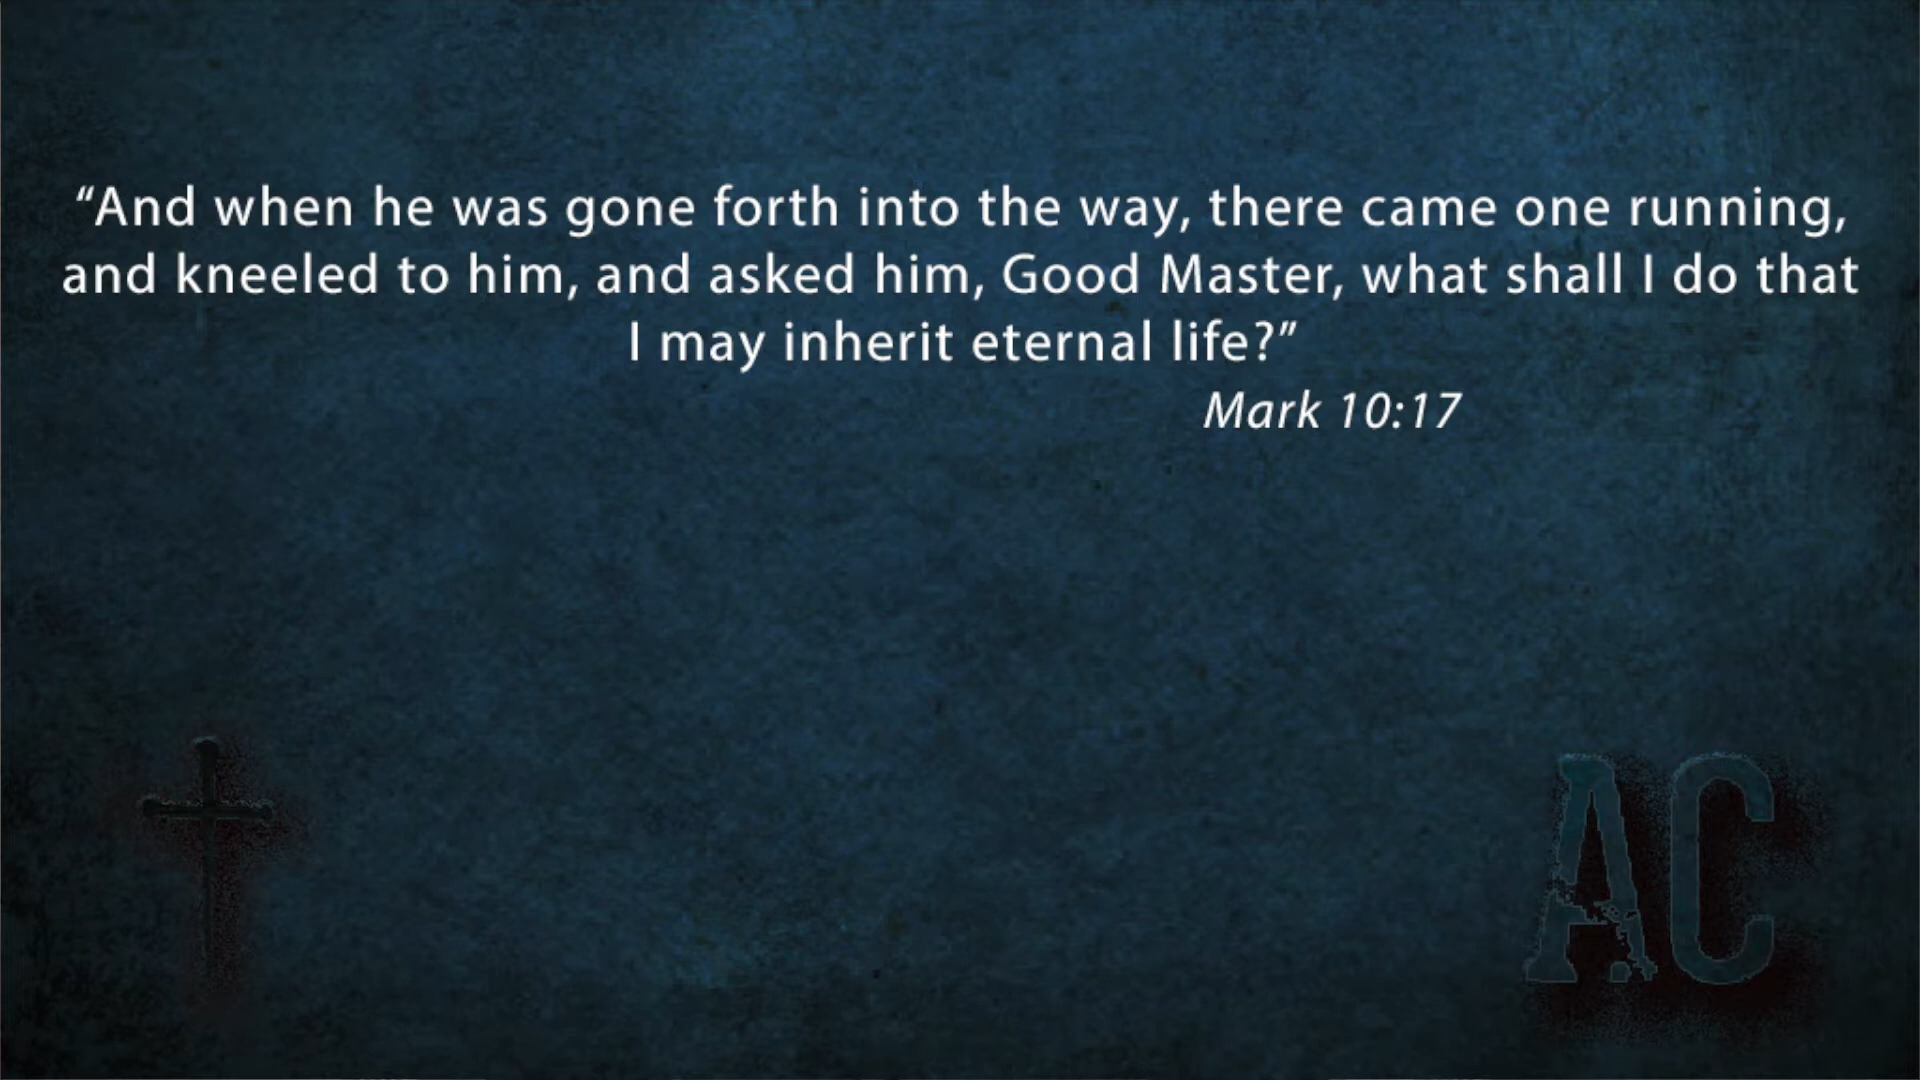 “And when he was gone forth into the way, there came one running,
and kneeled to him, and asked him, Good Master, what shall I do that
I may inherit eternal life?”
Mark 10:17
AC